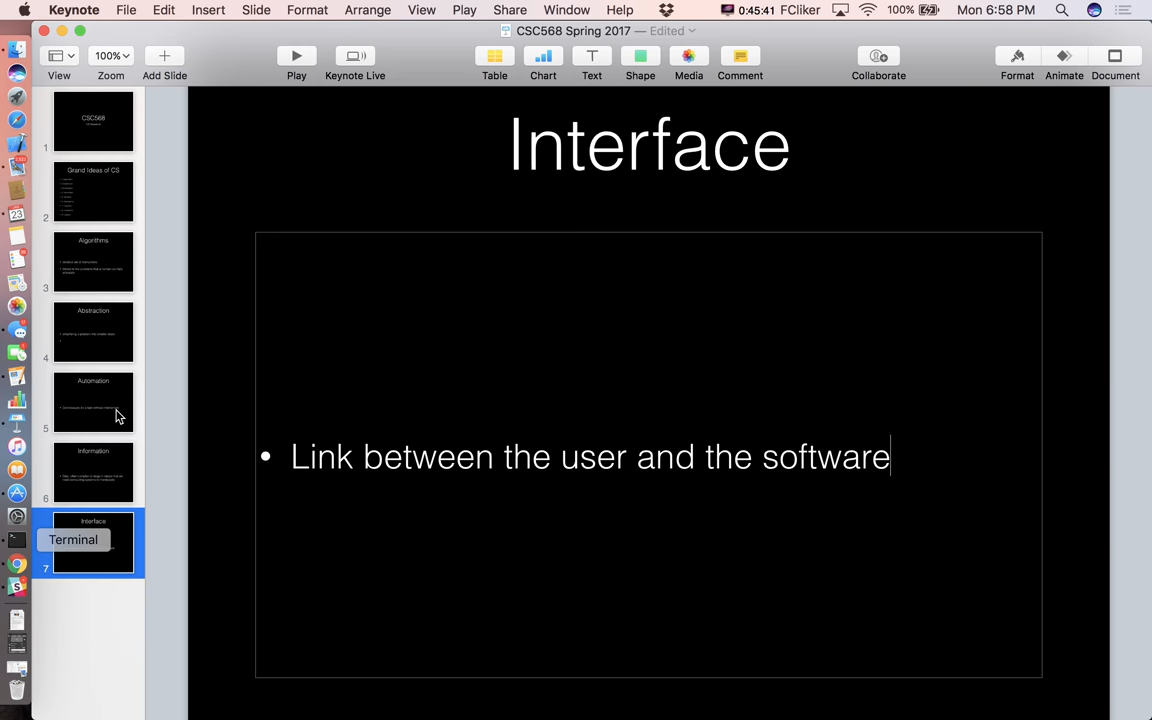 Keynote File Edit Insert Slide Format Arrange View Play Share Window Help 0:45:41 FCliker 100% Mon 6:58 PM
CSC568 Spring 2017 — Edited
100%
View Zoom Add Slide Play Keynote Live Table Chart Text Shape Media Comment Collaborate Format Animate Document
CSC568
1
Grand Ideas of CS
2
Algorithms
3
Abstraction
4
Automation
5
Information
6
Interface
Terminal
7
Interface
• Link between the user and the software